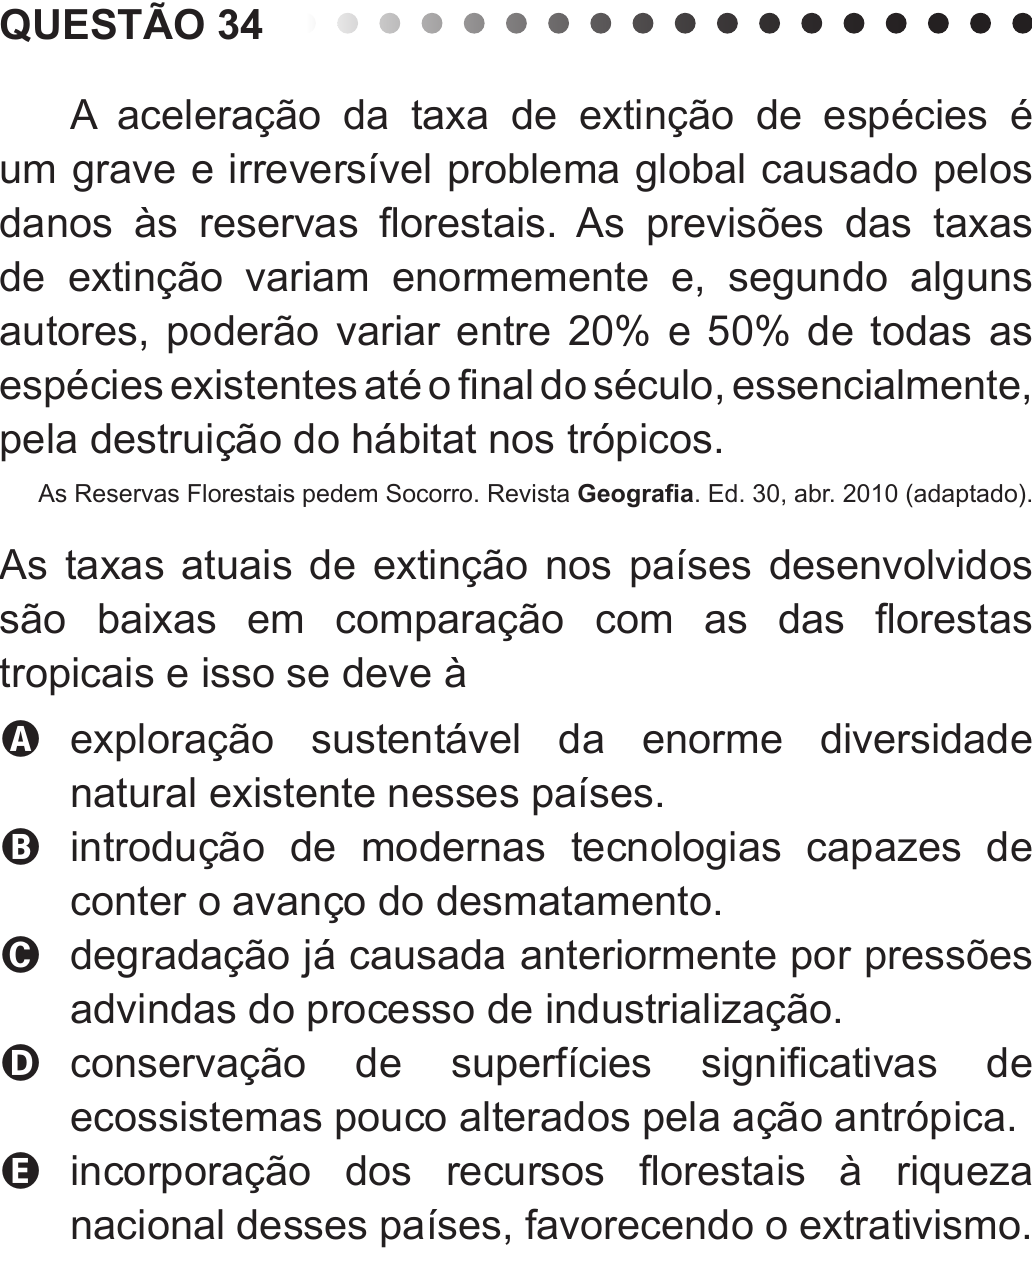 QUESTÃO 34
A aceleração da taxa de extinção de espécies é
um grave e irreversível problema global causado pelos
danos às reservas florestais. As previsões das taxas
de extinção variam enormemente e, segundo alguns
autores, poderão variar entre 20% e 50% de todas as
espécies existentes até o final do século, essencialmente,
pela destruição do hábitat nos trópicos.
As Reservas Florestais pedem Socorro. Revista Geografia. Ed. 30, abr. 2010 (adaptado).
As taxas atuais de extinção nos países desenvolvidos
são baixas em comparação com as das florestas
tropicais e isso se deve à
A exploração sustentável da enorme diversidade
natural existente nesses países.
B introdução de modernas tecnologias capazes de
conter o avanço do desmatamento.
C degradação já causada anteriormente por pressões
advindas do processo de industrialização.
D conservação de superfícies significativas de
ecossistemas pouco alterados pela ação antrópica.
E incorporação dos recursos florestais à riqueza
nacional desses países, favorecendo o extrativismo.